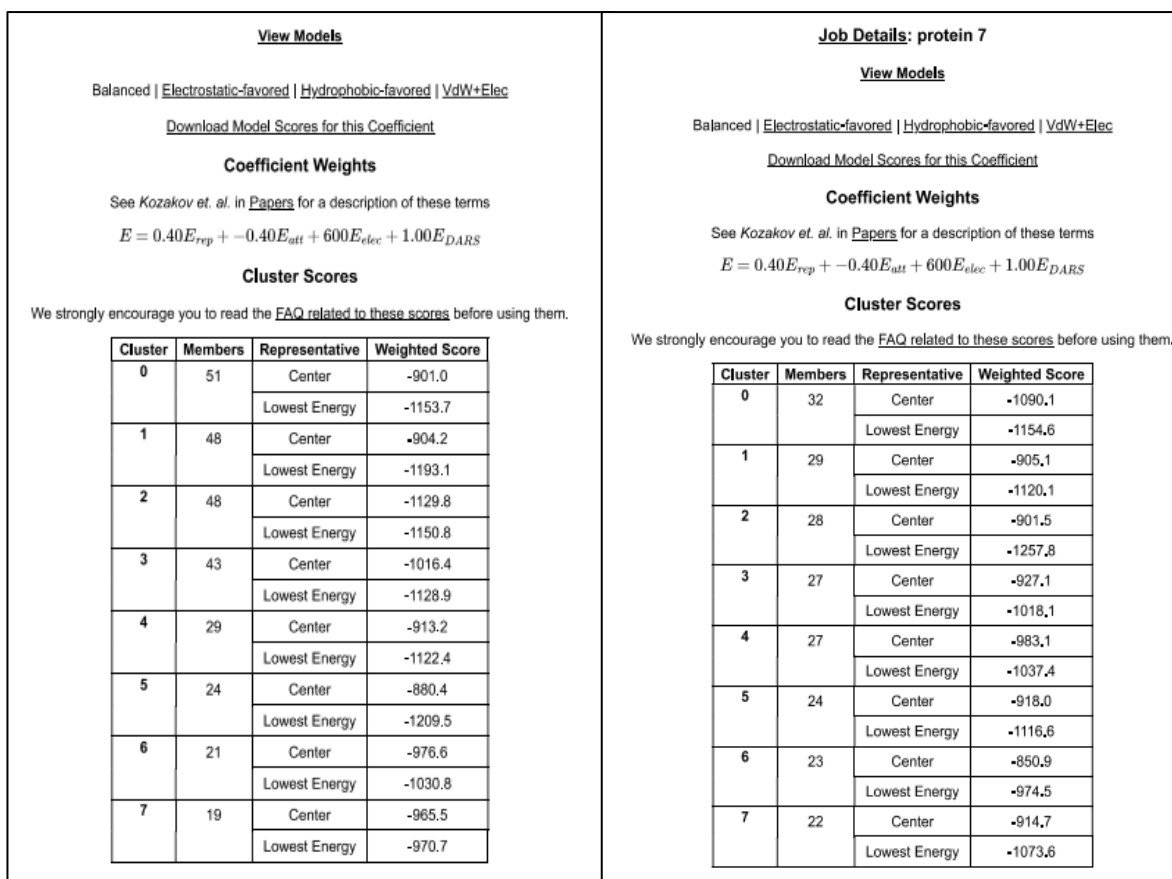 View Models
Balanced | Electrostatic-favored | Hydrophobic-favored | VdW+Elec
Download Model Scores for this Coefficient
Coefficient Weights
See Kozakov et. al. in Papers for a description of these terms
E = 0.40E_rep + −0.40E_att + 600E_elec + 1.00E_DARS
Cluster Scores
We strongly encourage you to read the FAQ related to these scores before using them.
Cluster Members Representative Weighted Score
0 51 Center -901.0
Lowest Energy -1153.7
1 48 Center -904.2
Lowest Energy -1193.1
2 48 Center -1129.8
Lowest Energy -1150.8
3 43 Center -1016.4
Lowest Energy -1128.9
4 29 Center -913.2
Lowest Energy -1122.4
5 24 Center -880.4
Lowest Energy -1209.5
6 21 Center -976.6
Lowest Energy -1030.8
7 19 Center -965.5
Lowest Energy -970.7
Job Details: protein 7
View Models
Balanced | Electrostatic-favored | Hydrophobic-favored | VdW+Elec
Download Model Scores for this Coefficient
Coefficient Weights
See Kozakov et. al. in Papers for a description of these terms
E = 0.40E_rep + −0.40E_att + 600E_elec + 1.00E_DARS
Cluster Scores
We strongly encourage you to read the FAQ related to these scores before using them.
Cluster Members Representative Weighted Score
0 32 Center -1090.1
Lowest Energy -1154.6
1 29 Center -905.1
Lowest Energy -1120.1
2 28 Center -901.5
Lowest Energy -1257.8
3 27 Center -927.1
Lowest Energy -1018.1
4 27 Center -983.1
Lowest Energy -1037.4
5 24 Center -918.0
Lowest Energy -1116.6
6 23 Center -850.9
Lowest Energy -974.5
7 22 Center -914.7
Lowest Energy -1073.6